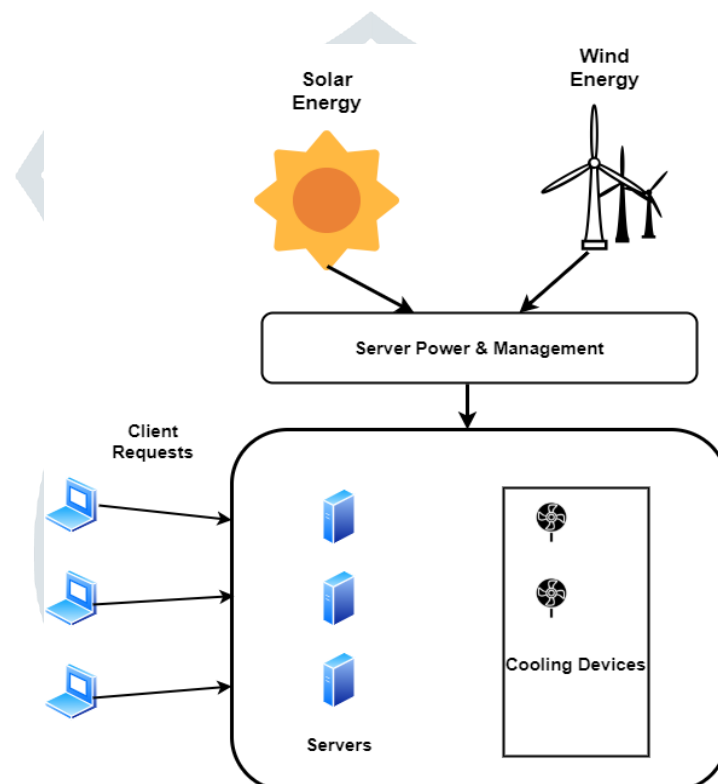 Solar
Energy
Wind
Energy
Server Power & Management
Client
Requests
Cooling Devices
Servers